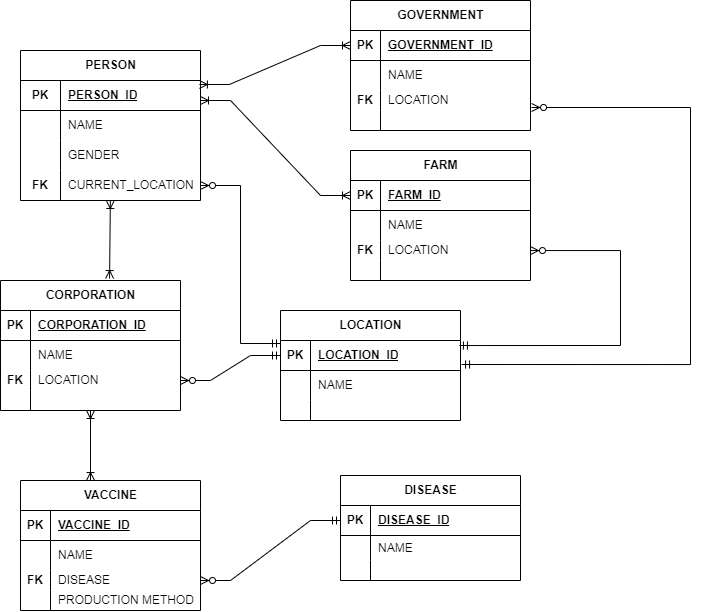 GOVERNMENT
PK GOVERNMENT_ID
NAME
FK LOCATION
PERSON
PK PERSON_ID
NAME
GENDER
FK CURRENT_LOCATION
FARM
PK FARM_ID
NAME
FK LOCATION
CORPORATION
PK CORPORATION_ID
NAME
FK LOCATION
LOCATION
PK LOCATION_ID
NAME
VACCINE
PK VACCINE_ID
NAME
FK DISEASE
PRODUCTION METHOD
DISEASE
PK DISEASE_ID
NAME